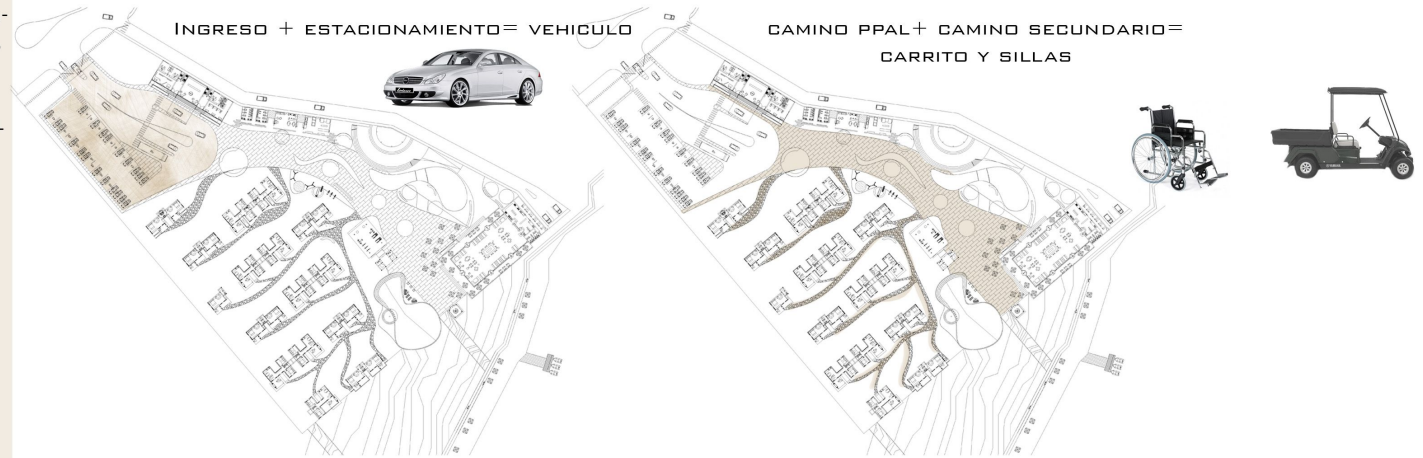 INGRESO + ESTACIONAMIENTO= VEHICULO
CAMINO PPAL+ CAMINO SECUNDARIO=
CARRITO Y SILLAS